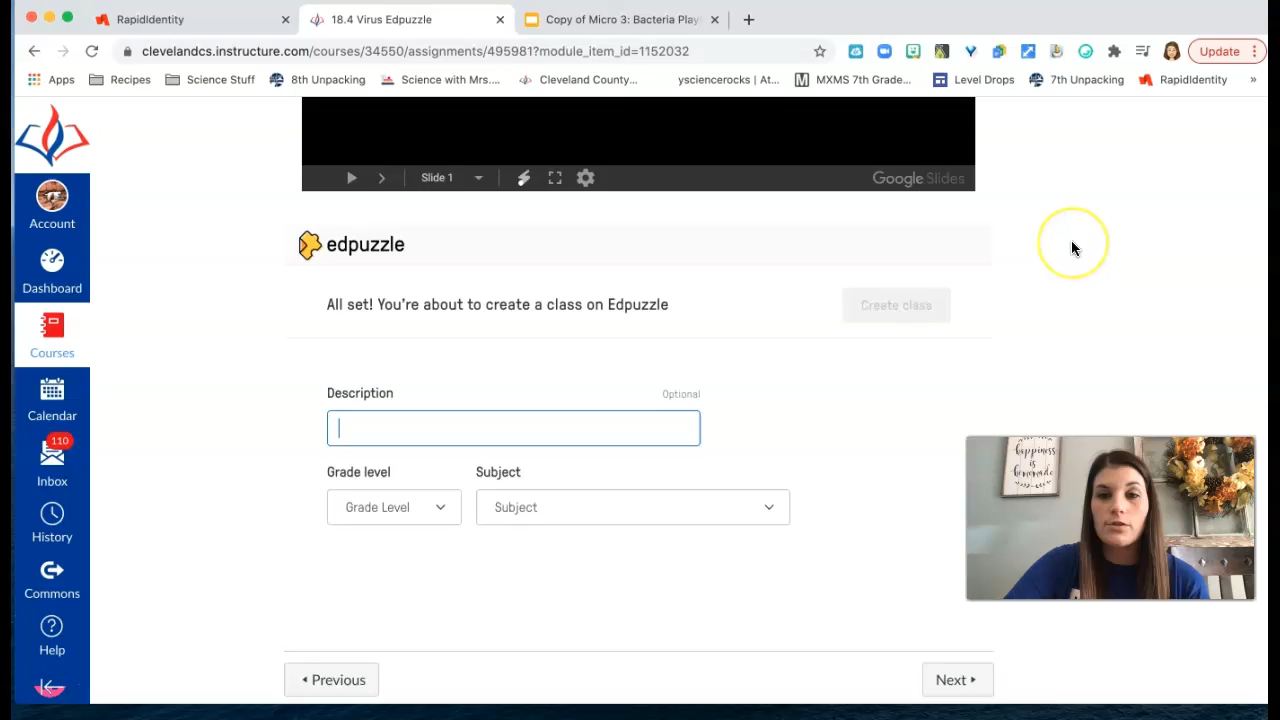 RapidIdentity
18.4 Virus Edpuzzle
Copy of Micro 3: Bacteria Play
clevelandcs.instructure.com/courses/34550/assignments/495981?module_item_id=1152032
Update
Apps
Recipes
Science Stuff
8th Unpacking
Science with Mrs....
Cleveland County...
ysciencerocks | At...
MXMS 7th Grade...
Level Drops
7th Unpacking
RapidIdentity
»
Slide 1
Google Slides
edpuzzle
Account
Dashboard
All set! You're about to create a class on Edpuzzle
Create class
Courses
Description
Optional
Calendar
110
Inbox
Grade level
Subject
Grade Level
Subject
happiness
is
homemade
History
Commons
Help
Previous
Next